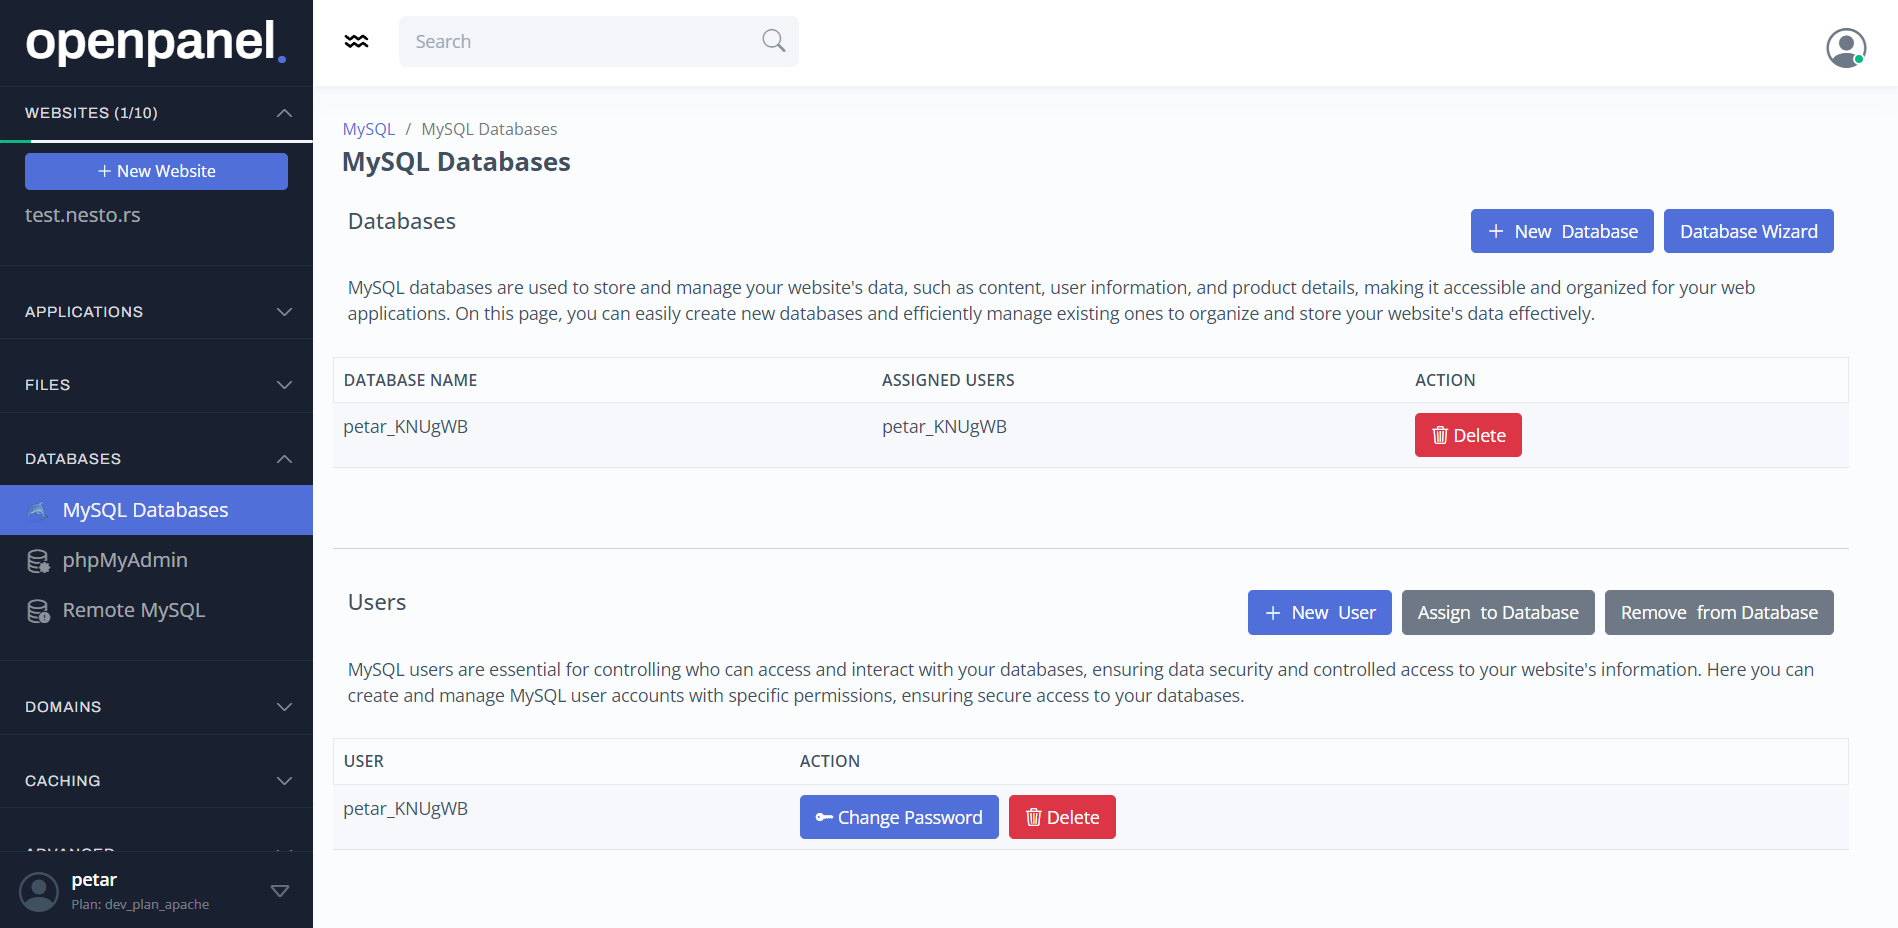 openpanel.
WEBSITES (1/10)
+ New Website
test.nesto.rs
APPLICATIONS
FILES
DATABASES
MySQL Databases
phpMyAdmin
Remote MySQL
DOMAINS
CACHING
ADVANCED
petar
Plan: dev_plan_apache
Search
MySQL / MySQL Databases
MySQL Databases
Databases
+ New Database
Database Wizard
MySQL databases are used to store and manage your website's data, such as content, user information, and product details, making it accessible and organized for your web
applications. On this page, you can easily create new databases and efficiently manage existing ones to organize and store your website's data effectively.
DATABASE NAME ASSIGNED USERS ACTION
petar_KNUgWB petar_KNUgWB Delete
Users
+ New User
Assign to Database
Remove from Database
MySQL users are essential for controlling who can access and interact with your databases, ensuring data security and controlled access to your website's information. Here you can
create and manage MySQL user accounts with specific permissions, ensuring secure access to your databases.
USER ACTION
petar_KNUgWB Change Password Delete